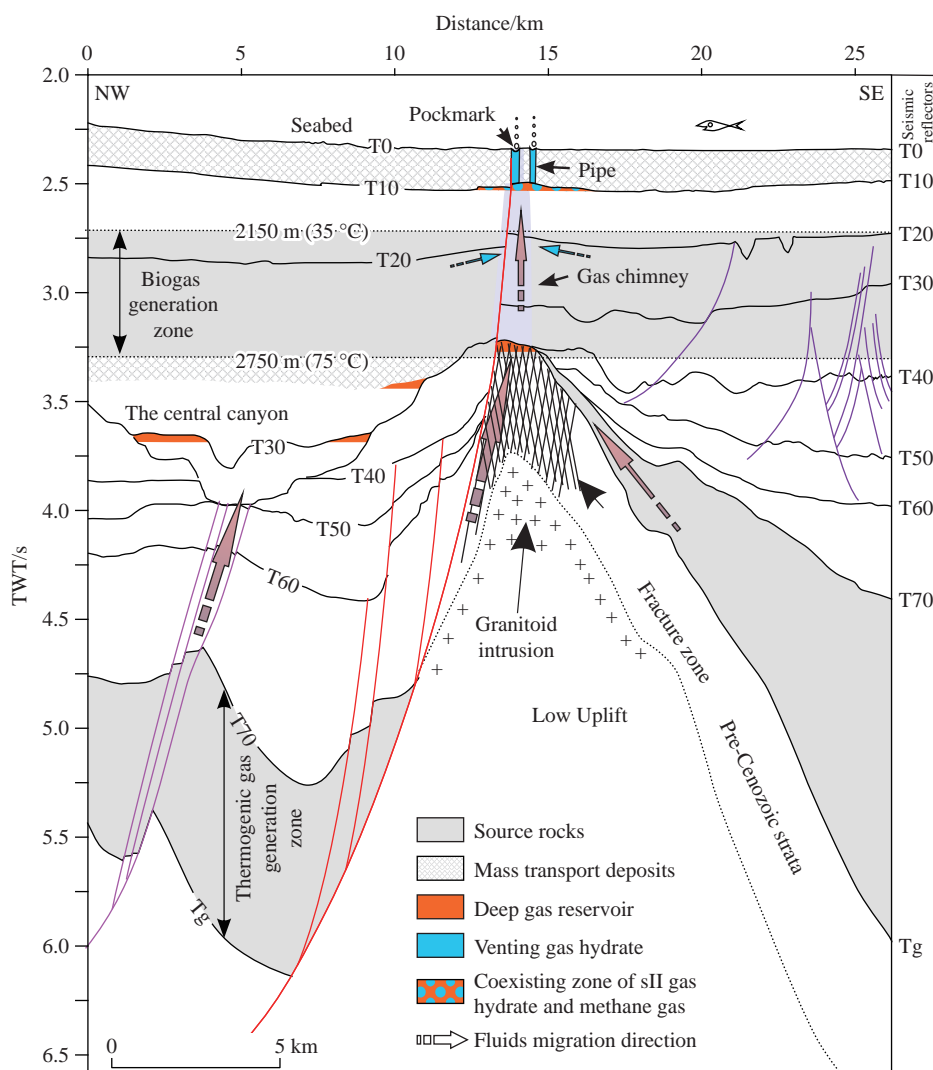 Distance/km
0
5
10
15
20
25
2.0
2.5
3.0
3.5
4.0
4.5
5.0
5.5
6.0
6.5
TWT/s
NW
SE
Seismic
reflectors
Seabed
Pockmark
Pipe
T0
T0
T10
T10
2150 m (35 °C)
T20
T20
Biogas
generation
zone
Gas chimney
T30
2750 m (75 °C)
T40
The central canyon
T30
T40
T50
T50
T60
T60
T70
Granitoid
intrusion
Fracture zone
Low Uplift
Pre-Cenozoic strata
T70
Thermogenic gas
generation
zone
Tg
Tg
Source rocks
Mass transport deposits
Deep gas reservoir
Venting gas hydrate
Coexisting zone of sII gas
hydrate and methane gas
Fluids migration direction
0
5 km